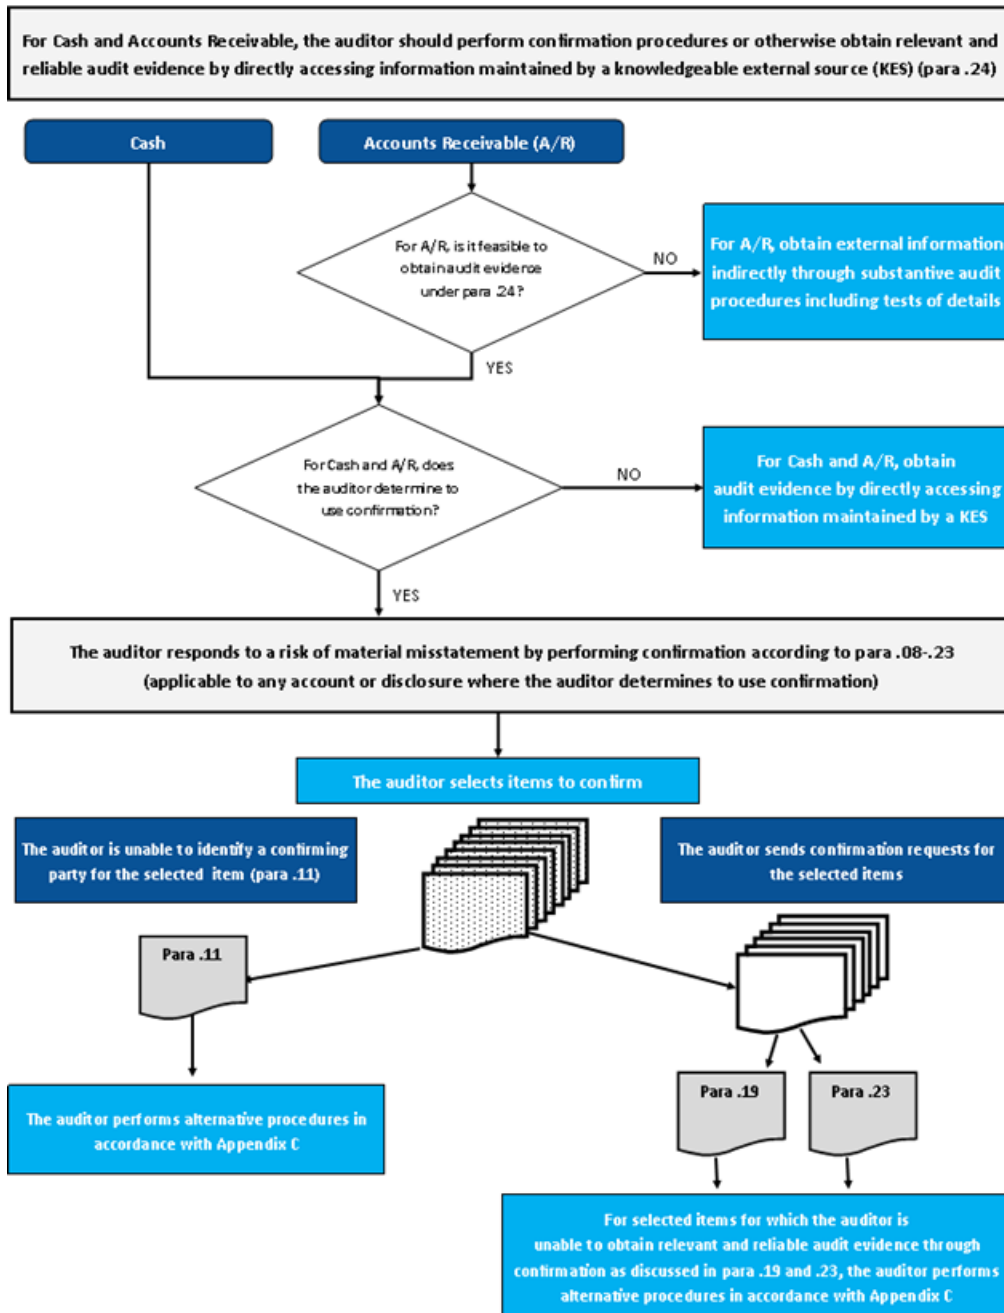 For Cash and Accounts Receivable, the auditor should perform confirmation procedures or otherwise obtain relevant and
reliable audit evidence by directly accessing information maintained by a knowledgeable external source (KES) (para .24)
Cash
Accounts Receivable (A/R)
For A/R, is it feasible to
obtain audit evidence
under para .24?
NO
For A/R, obtain external information
indirectly through substantive audit
procedures including tests of details
YES
For Cash and A/R, does
the auditor determine to
use confirmation?
NO
For Cash and A/R, obtain
audit evidence by directly accessing
information maintained by a KES
YES
The auditor responds to a risk of material misstatement by performing confirmation according to para .08-.23
(applicable to any account or disclosure where the auditor determines to use confirmation)
The auditor selects items to confirm
The auditor is unable to identify a confirming
party for the selected item (para .11)
The auditor sends confirmation requests for
the selected items
Para .11
Para .19
Para .23
The auditor performs alternative procedures in
accordance with Appendix C
For selected items for which the auditor is
unable to obtain relevant and reliable audit evidence through
confirmation as discussed in para .19 and .23, the auditor performs
alternative procedures in accordance with Appendix C